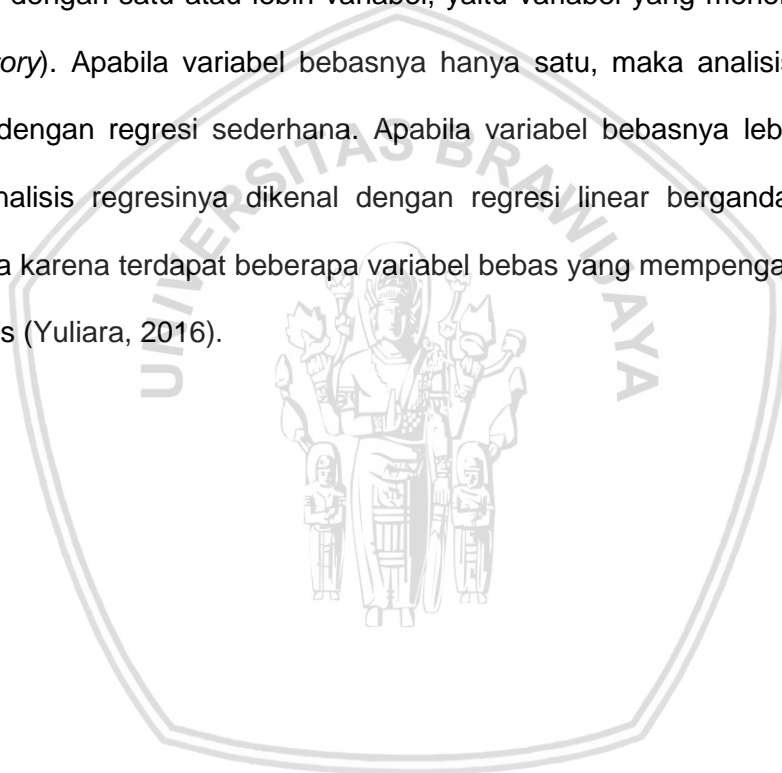 dengan satu atau lebih variabel, yaitu variabel yang
ory). Apabila variabel bebasnya hanya satu, maka analisis
dengan regresi sederhana. Apabila variabel bebasnya
nalisis regresinya dikenal dengan regresi linear berganda
a karena terdapat beberapa variabel bebas yang mempenga
s (Yuliara, 2016).
UNIVERSITAS BRAWIJAYA